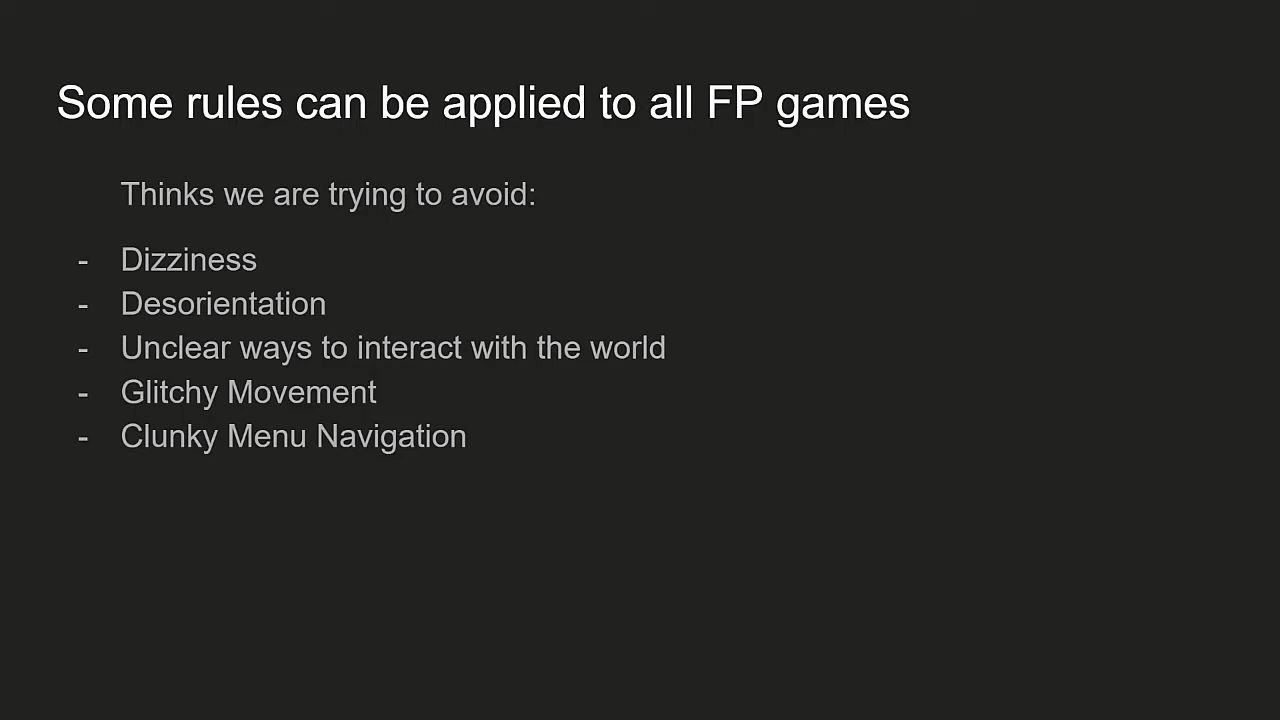 Some rules can be applied to all FP games
Thinks we are trying to avoid:
- Dizziness
- Desorientation
- Unclear ways to interact with the world
- Glitchy Movement
- Clunky Menu Navigation